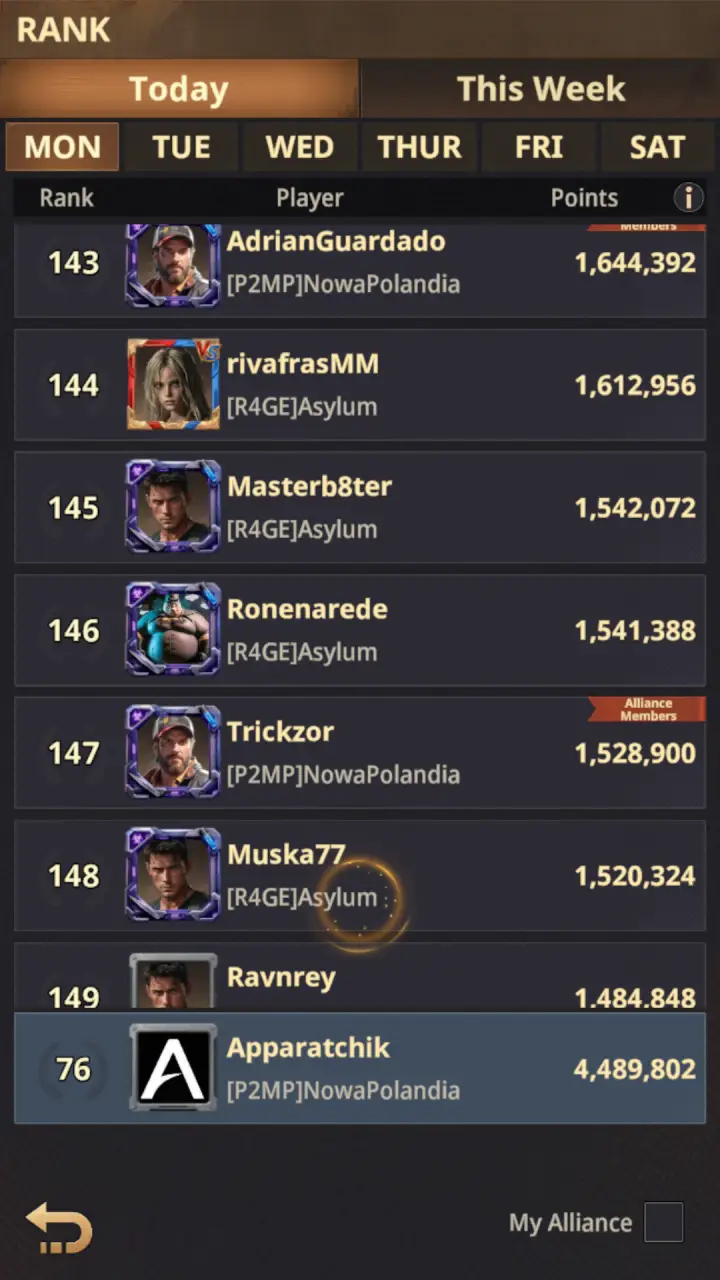 RANK
Today
This Week
MON
TUE
WED
THUR
FRI
SAT
Rank
Player
Points
i
Members
143
AdrianGuardado
[P2MP]NowaPolandia
1,644,392
144
VS
rivafrasMM
[R4GE]Asylum
1,612,956
145
Masterb8ter
[R4GE]Asylum
1,542,072
146
Ronenarede
[R4GE]Asylum
1,541,388
Alliance
Members
147
Trickzor
[P2MP]NowaPolandia
1,528,900
148
Muska77
[R4GE]Asylum
1,520,324
149
Ravnrey
1,484,848
76
A
Apparatchik
[P2MP]NowaPolandia
4,489,802
My Alliance